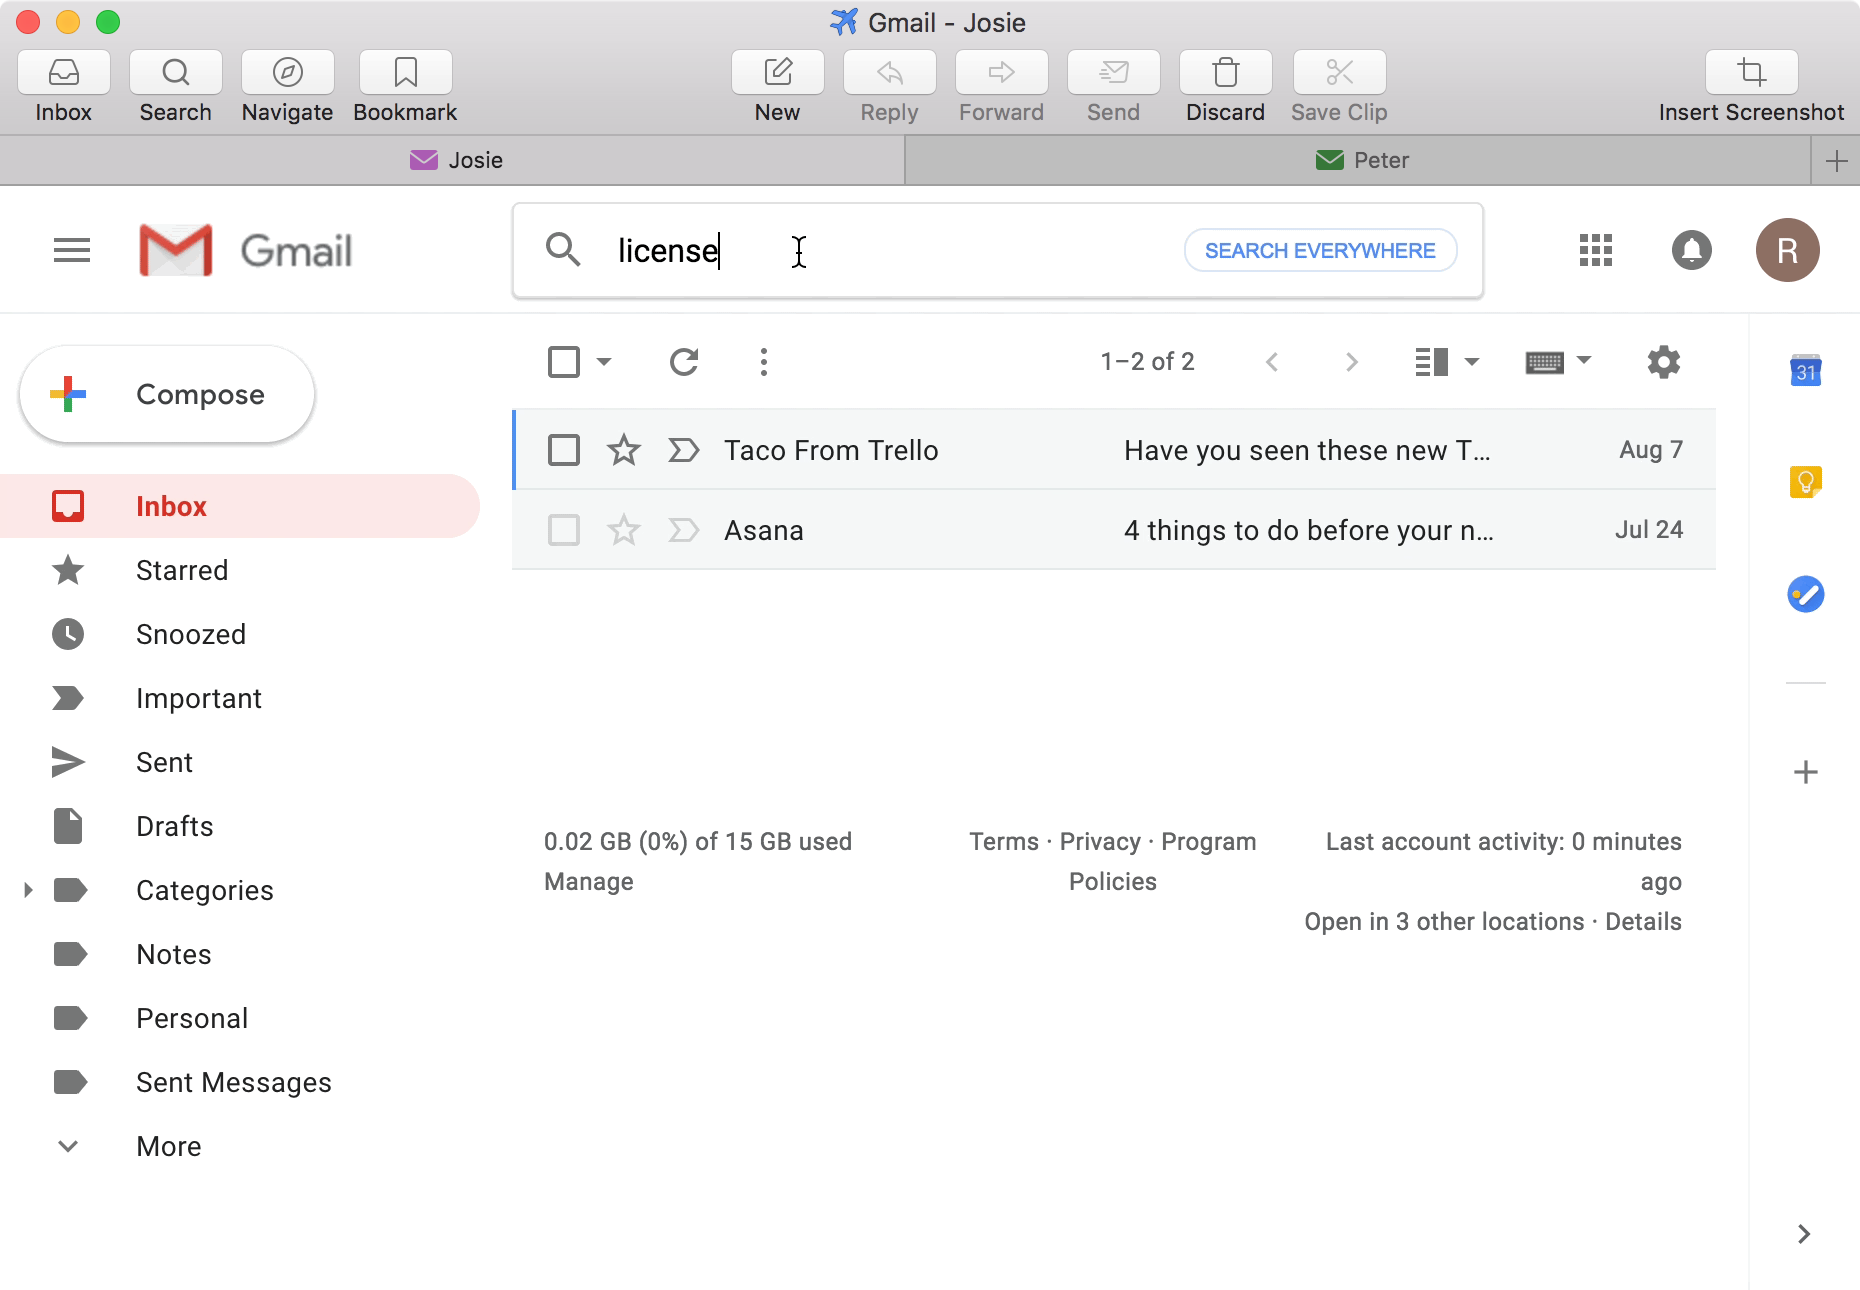 Gmail - Josie
Inbox Search Navigate Bookmark New Reply Forward Send Discard Save Clip Insert Screenshot
Josie Peter
Gmail license SEARCH EVERYWHERE R
Compose
1–2 of 2
31
Taco From Trello Have you seen these new T... Aug 7
Asana 4 things to do before your n... Jul 24
Inbox
Starred
Snoozed
Important
Sent
Drafts
Categories
Notes
Personal
Sent Messages
More
0.02 GB (0%) of 15 GB used
Manage
Terms · Privacy · Program
Policies
Last account activity: 0 minutes
ago
Open in 3 other locations · Details